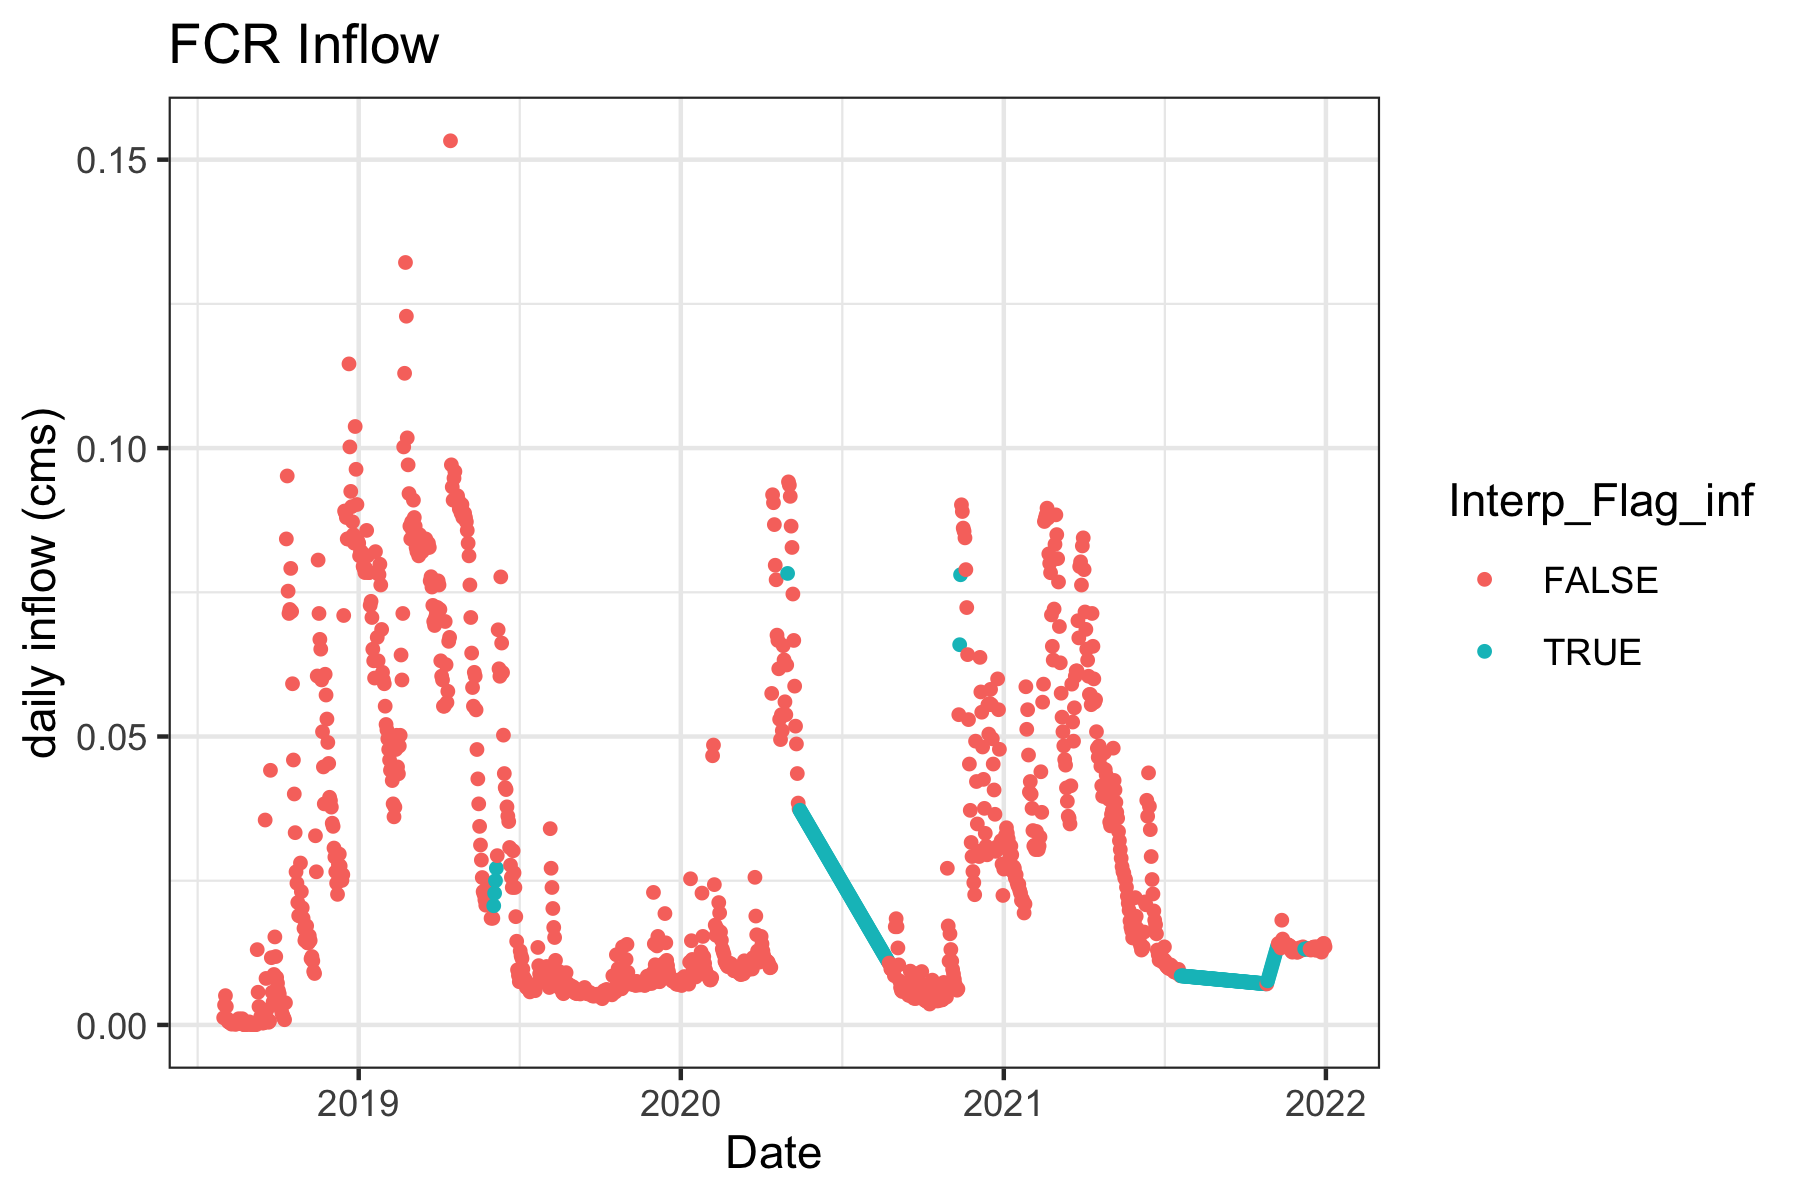 FCR Inflow
0.15
0.10
0.05
0.00
daily inflow (cms)
2019
2020
2021
2022
Date
Interp_Flag_inf
FALSE
TRUE